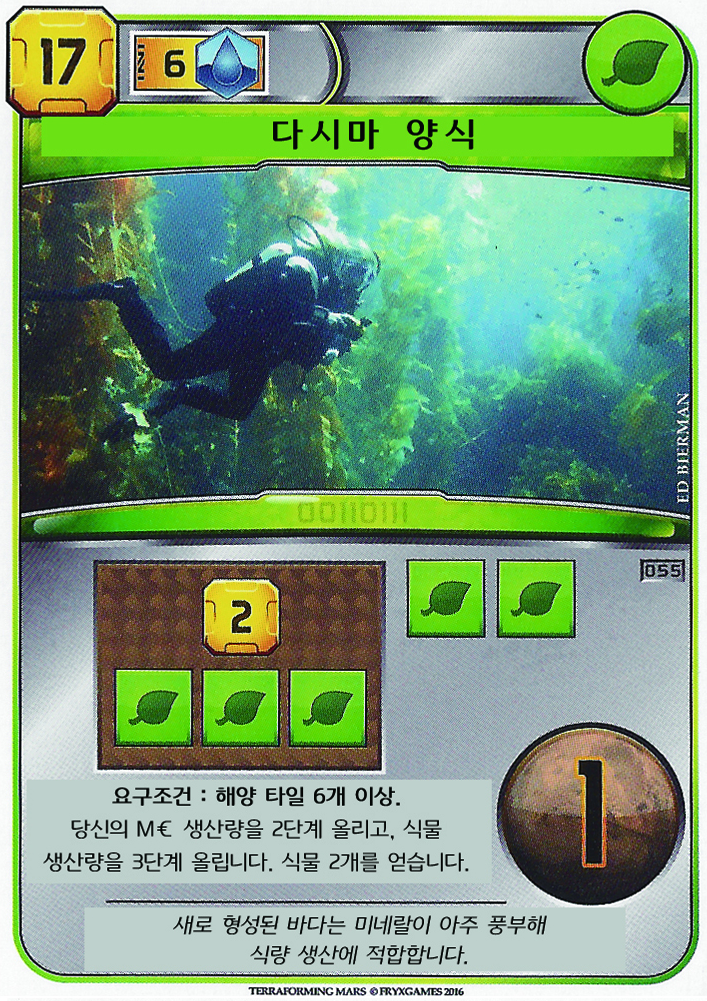 17
6
다시마 양식
ED BIERMAN
055
2
1
요구조건 : 해양 타일 6개 이상.
당신의 M€ 생산량을 2단계 올리고, 식물
생산량을 3단계 올립니다. 식물 2개를 얻습니다.
새로 형성된 바다는 미네랄이 아주 풍부해
식량 생산에 적합합니다.
TERRAFORMING MARS © FRYXGAMES 2016